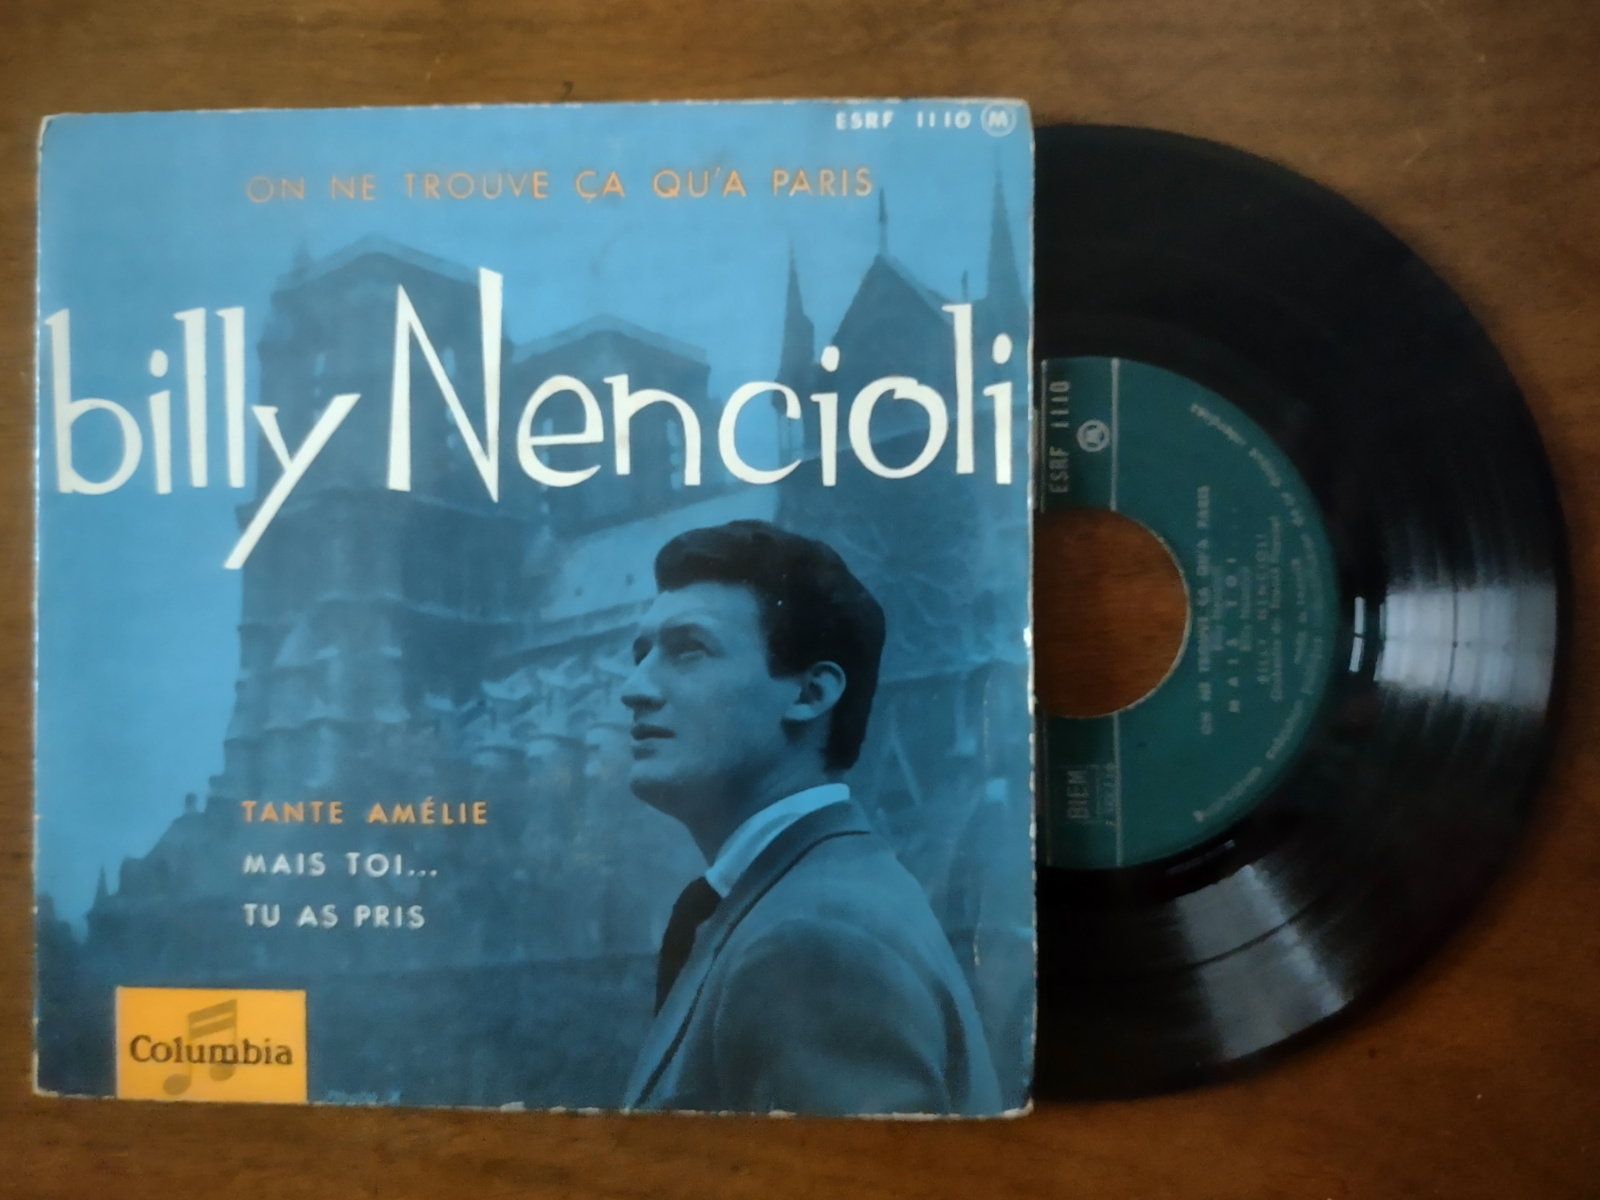 ESRF 1110 M
ON NE TROUVE ÇA QU'A PARIS
billy Nencioli
TANTE AMÉLIE
MAIS TOI...
TU AS PRIS
Columbia
ESRF 1110
ON NE TROUVE ÇA QU'A PARIS
MAIS TOI
BILLY NENCIOLI
BIEM